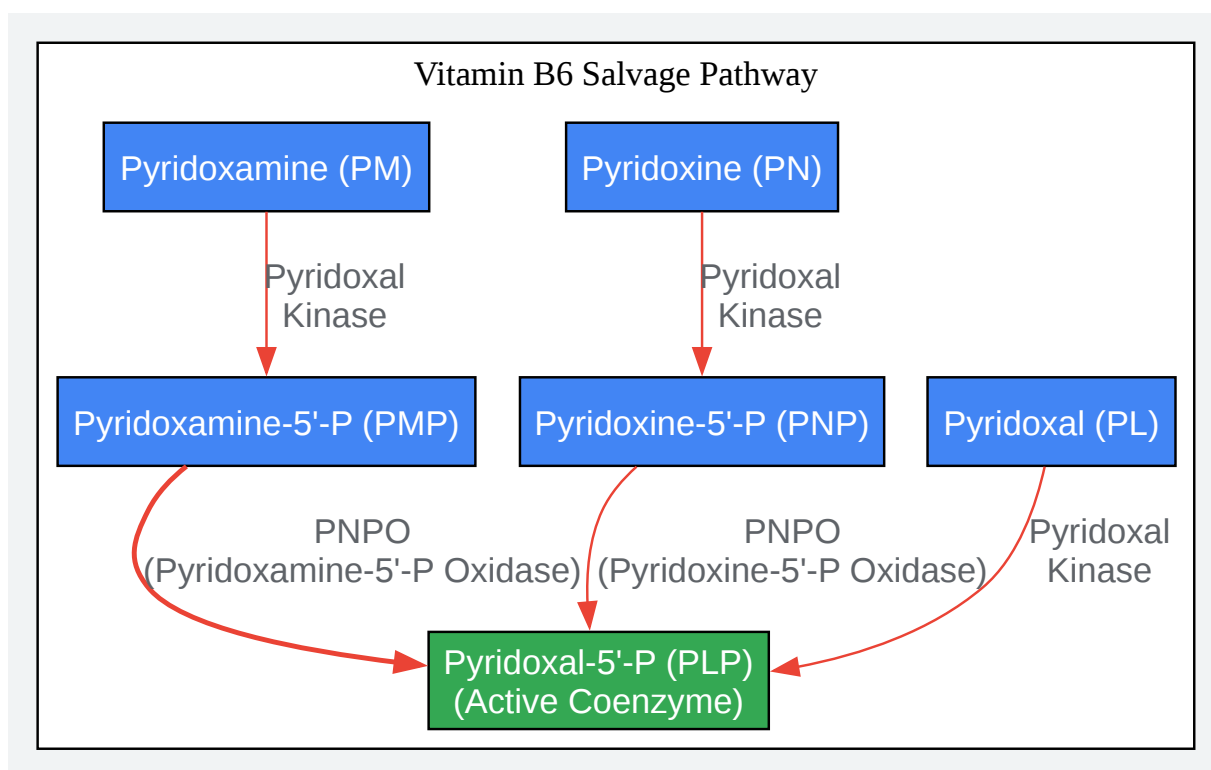 Vitamin B6 Salvage Pathway
Pyridoxamine (PM)
Pyridoxine (PN)
Pyridoxal
Kinase
Pyridoxal
Kinase
Pyridoxamine-5'-P (PMP)
Pyridoxine-5'-P (PNP)
Pyridoxal (PL)
PNPO
(Pyridoxamine-5'-P Oxidase)
PNPO
(Pyridoxine-5'-P Oxidase)
Pyridoxal
Kinase
Pyridoxal-5'-P (PLP)
(Active Coenzyme)